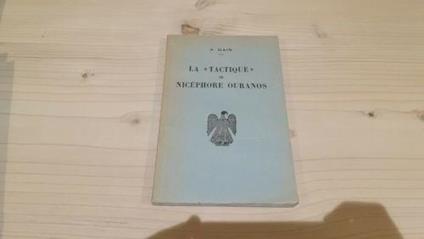 A. DAIN
LA « TACTIQUE »
DE
NICÉPHORE OURANOS